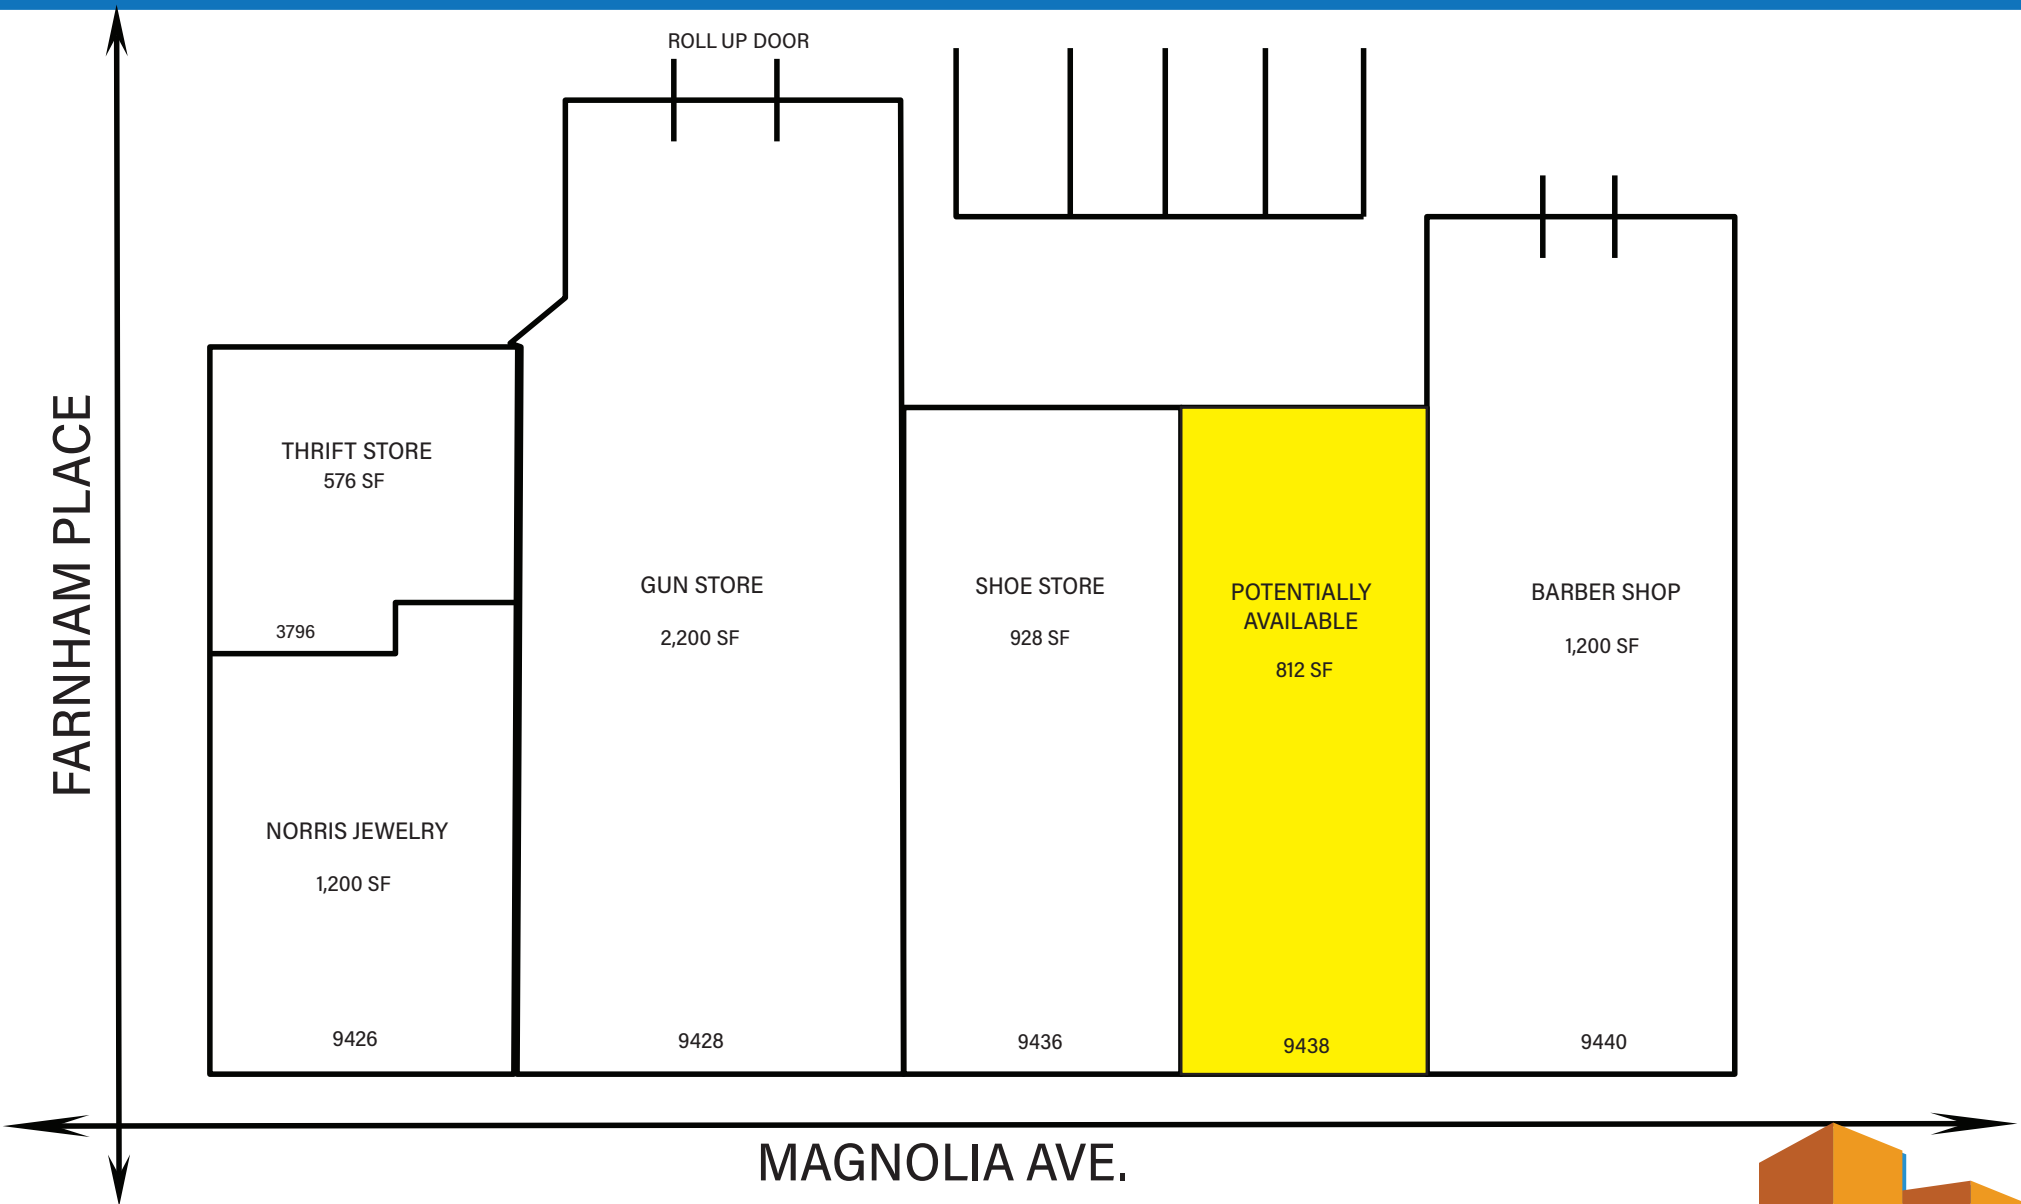 ROLL UP DOOR
FARNHAM PLACE
THRIFT STORE
576 SF
3796
NORRIS JEWELRY
1,200 SF
9426
GUN STORE
2,200 SF
9428
SHOE STORE
928 SF
9436
POTENTIALLY
AVAILABLE
812 SF
9438
BARBER SHOP
1,200 SF
9440
MAGNOLIA AVE.